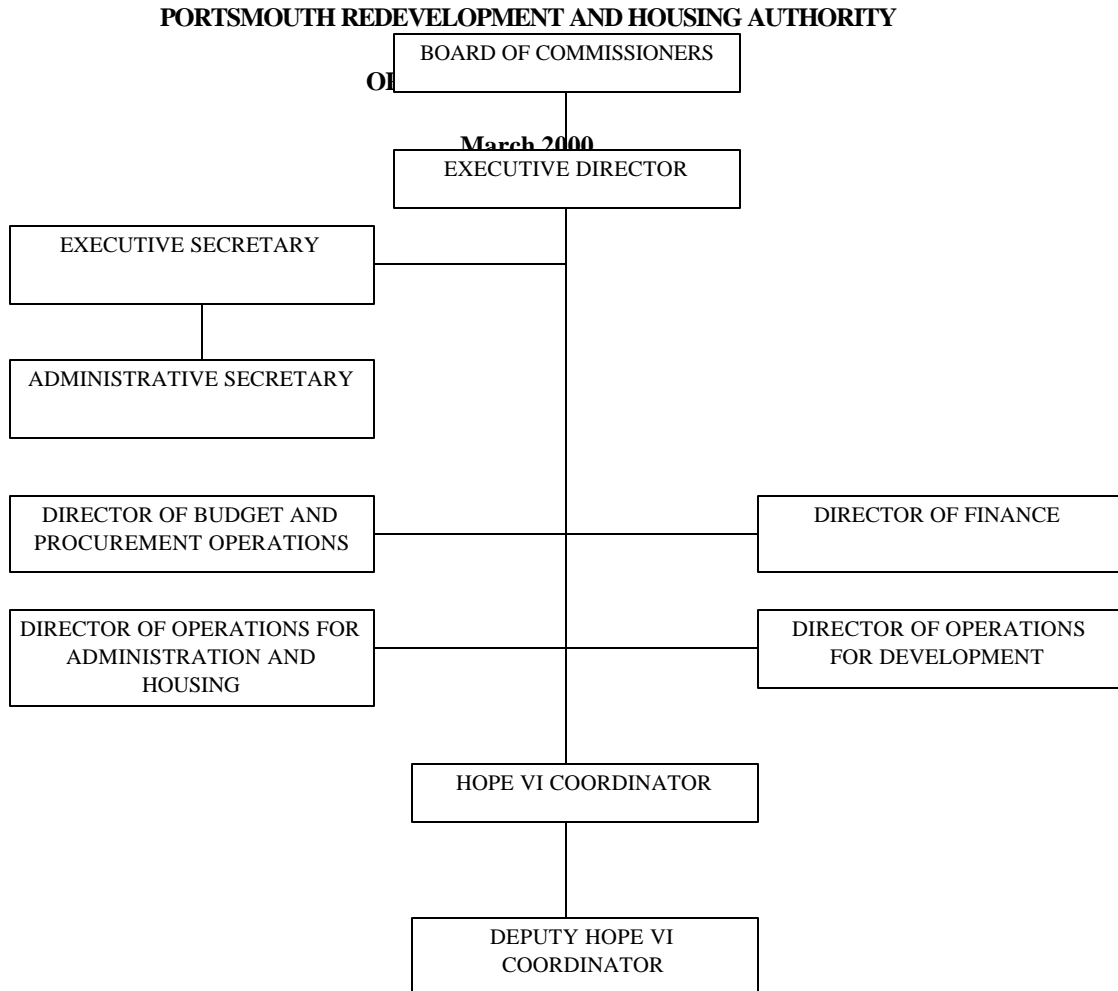 PORTSMOUTH REDEVELOPMENT AND HOUSING AUTHORITY
BOARD OF COMMISSIONERS
March 2000
EXECUTIVE DIRECTOR
EXECUTIVE SECRETARY
ADMINISTRATIVE SECRETARY
DIRECTOR OF BUDGET AND
PROCUREMENT OPERATIONS
DIRECTOR OF FINANCE
DIRECTOR OF OPERATIONS FOR
ADMINISTRATION AND
HOUSING
DIRECTOR OF OPERATIONS
FOR DEVELOPMENT
HOPE VI COORDINATOR
DEPUTY HOPE VI
COORDINATOR